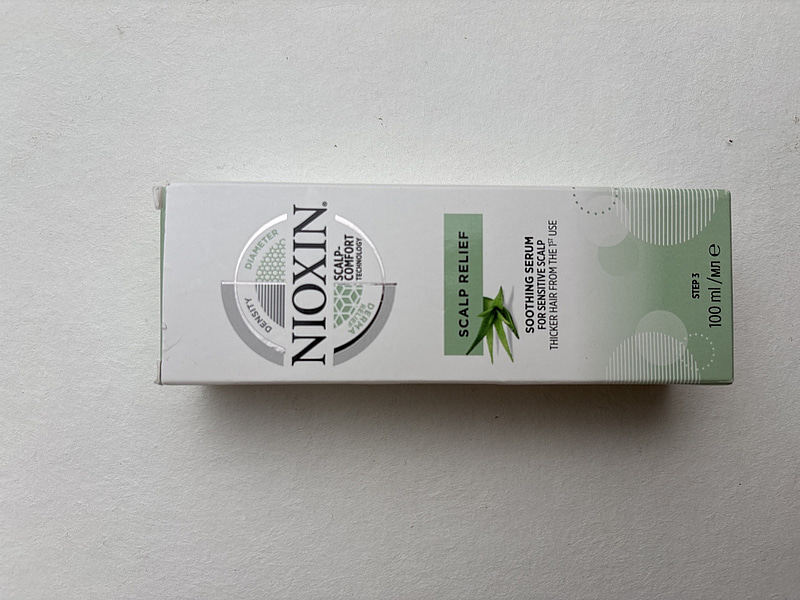 DIAMETER
DENSITY
NIOXIN®
SCALP-
COMFORT
TECHNOLOGY
DERMA
RELIEF
SCALP RELIEF
SOOTHING SERUM
FOR SENSITIVE SCALP
THICKER HAIR FROM THE 1ST USE
STEP 3
100 ml/МЛ ℮